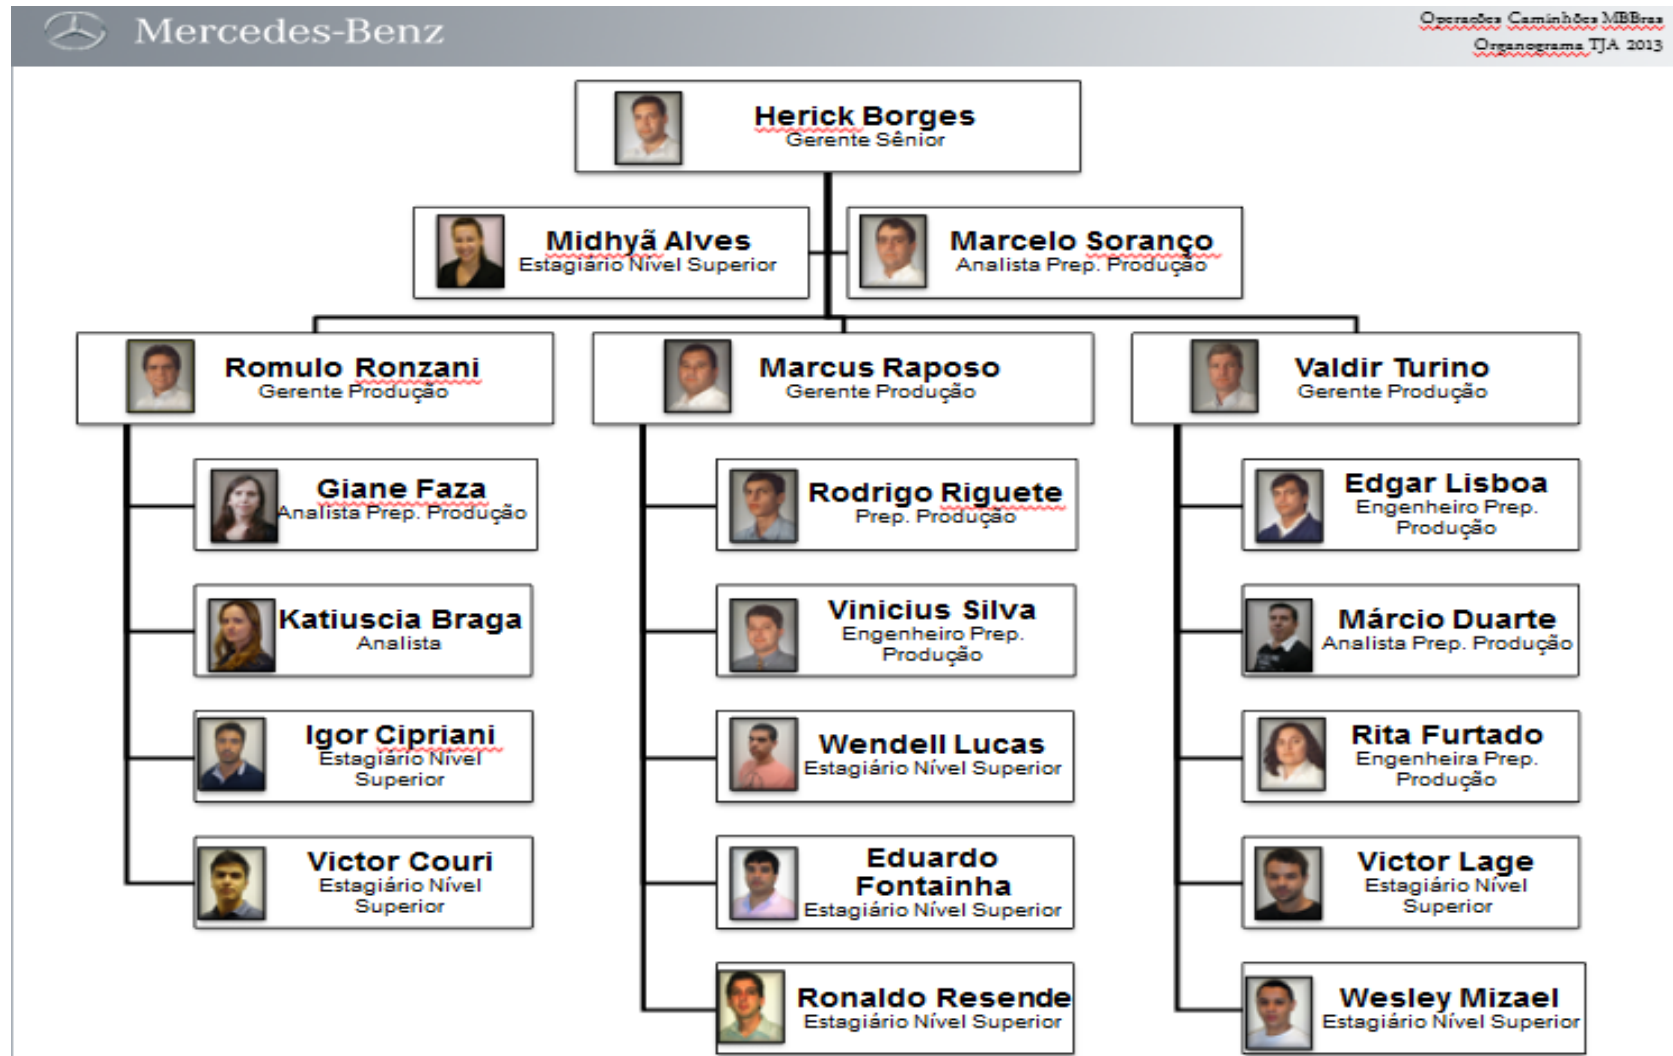 Mercedes-Benz
Operações Caminhões MBBras
Organograma TJA 2013
Herick Borges
Gerente Sênior
Midhyã Alves
Estagiário Nível Superior
Marcelo Soranço
Analista Prep. Produção
Romulo Ronzani
Gerente Produção
Marcus Raposo
Gerente Produção
Valdir Turino
Gerente Produção
Giane Faza
Analista Prep. Produção
Katiuscia Braga
Analista
Igor Cipriani
Estagiário Nível
Superior
Victor Couri
Estagiário Nível
Superior
Rodrigo Riguete
Prep. Produção
Vinicius Silva
Engenheiro Prep.
Produção
Wendell Lucas
Estagiário Nível Superior
Eduardo
Fontainha
Estagiário Nível Superior
Ronaldo Resende
Estagiário Nível Superior
Edgar Lisboa
Engenheiro Prep.
Produção
Márcio Duarte
Analista Prep. Produção
Rita Furtado
Engenheira Prep.
Produção
Victor Lage
Estagiário Nível
Superior
Wesley Mizael
Estagiário Nível Superior